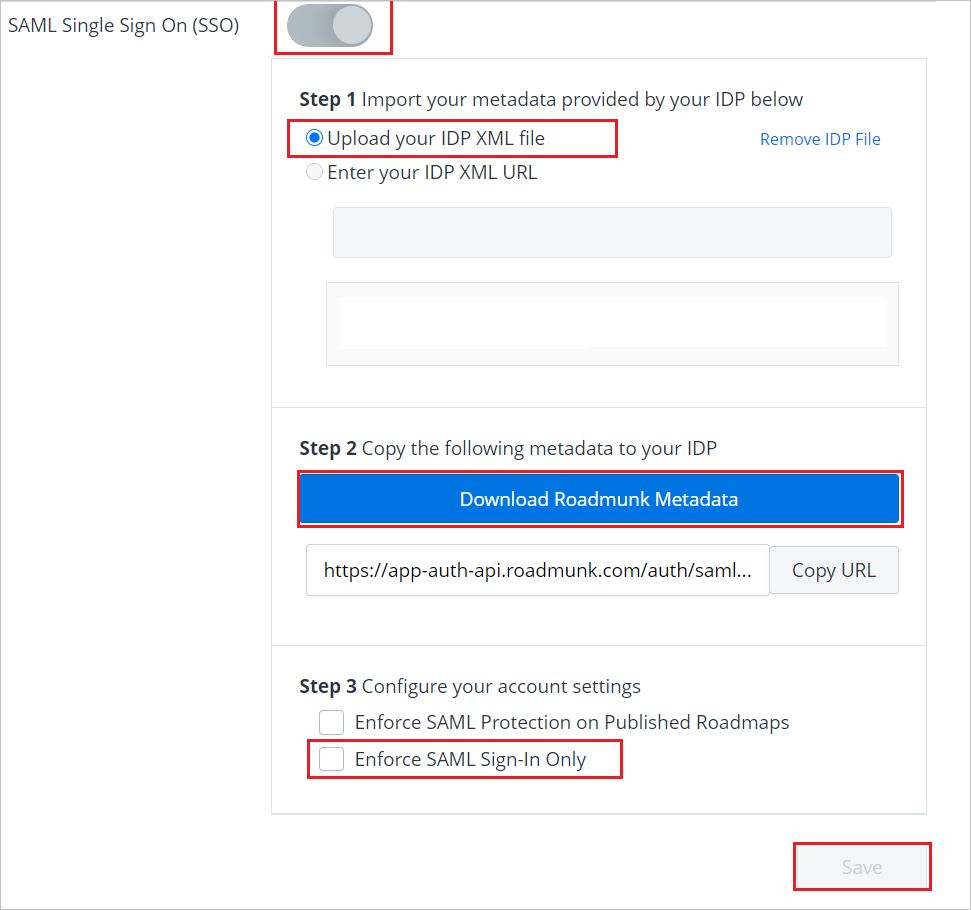 SAML Single Sign On (SSO)
Step 1 Import your metadata provided by your IDP below
Upload your IDP XML file
Remove IDP File
Enter your IDP XML URL
Step 2 Copy the following metadata to your IDP
Download Roadmunk Metadata
https://app-auth-api.roadmunk.com/auth/saml...
Copy URL
Step 3 Configure your account settings
Enforce SAML Protection on Published Roadmaps
Enforce SAML Sign-In Only
Save